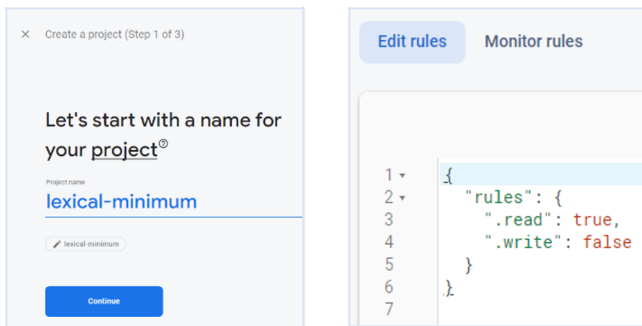 × Create a project (Step 1 of 3)
Let's start with a name for
your project
Project name
lexical-minimum
lexical-minimum
Continue
Edit rules Monitor rules
1 {
2 "rules": {
3 ".read": true,
4 ".write": false
5 }
6 }
7